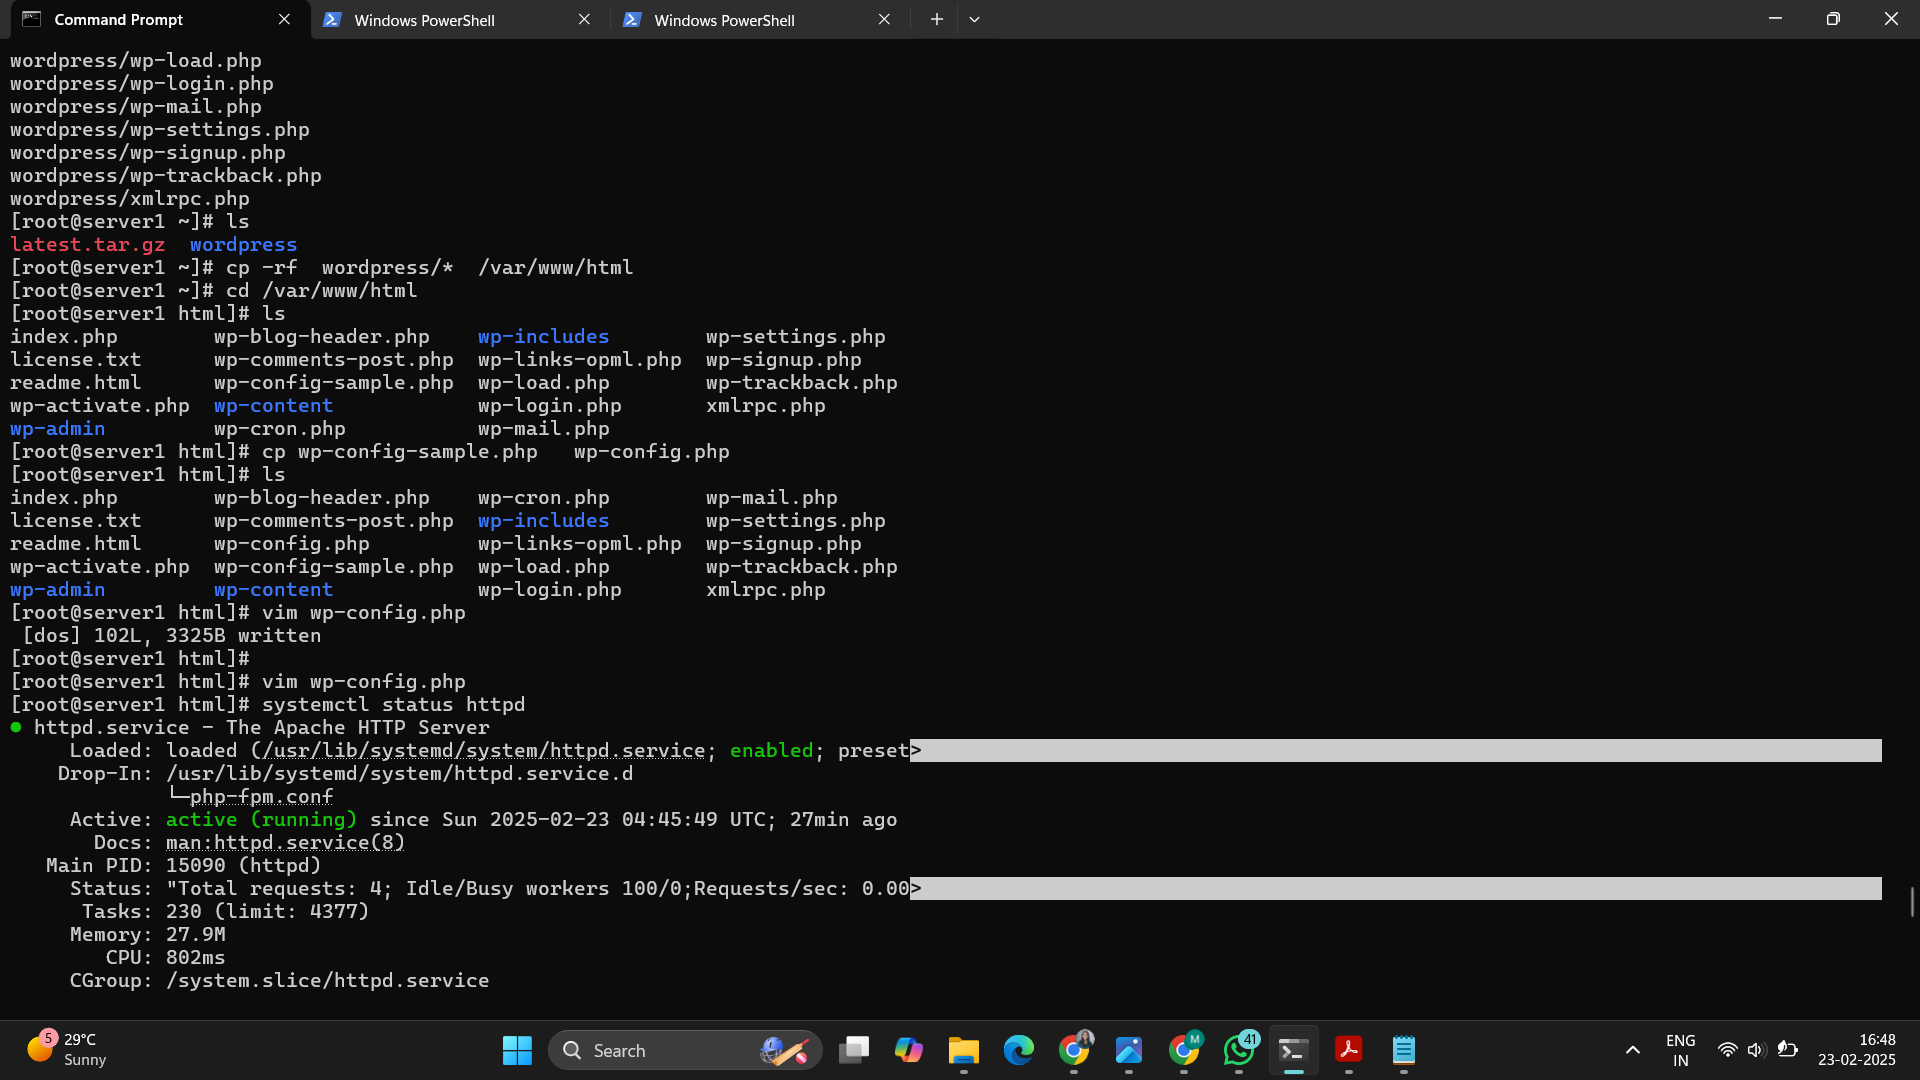 Command Prompt
Windows PowerShell
Windows PowerShell
wordpress/wp-load.php
wordpress/wp-login.php
wordpress/wp-mail.php
wordpress/wp-settings.php
wordpress/wp-signup.php
wordpress/wp-trackback.php
wordpress/xmlrpc.php
[root@server1 ~]# ls
latest.tar.gz  wordpress
[root@server1 ~]# cp -rf  wordpress/*  /var/www/html
[root@server1 ~]# cd /var/www/html
[root@server1 html]# ls
index.php        wp-blog-header.php    wp-includes        wp-settings.php
license.txt      wp-comments-post.php  wp-links-opml.php  wp-signup.php
readme.html      wp-config-sample.php  wp-load.php        wp-trackback.php
wp-activate.php  wp-content            wp-login.php       xmlrpc.php
wp-admin         wp-cron.php           wp-mail.php
[root@server1 html]# cp wp-config-sample.php   wp-config.php
[root@server1 html]# ls
index.php        wp-blog-header.php    wp-cron.php        wp-mail.php
license.txt      wp-comments-post.php  wp-includes        wp-settings.php
readme.html      wp-config.php         wp-links-opml.php  wp-signup.php
wp-activate.php  wp-config-sample.php  wp-load.php        wp-trackback.php
wp-admin         wp-content            wp-login.php       xmlrpc.php
[root@server1 html]# vim wp-config.php
[dos] 102L, 3325B written
[root@server1 html]#
[root@server1 html]# vim wp-config.php
[root@server1 html]# systemctl status httpd
● httpd.service - The Apache HTTP Server
Loaded: loaded (/usr/lib/systemd/system/httpd.service; enabled; preset>
Drop-In: /usr/lib/systemd/system/httpd.service.d
└─php-fpm.conf
Active: active (running) since Sun 2025-02-23 04:45:49 UTC; 27min ago
Docs: man:httpd.service(8)
Main PID: 15090 (httpd)
Status: "Total requests: 4; Idle/Busy workers 100/0;Requests/sec: 0.00>
Tasks: 230 (limit: 4377)
Memory: 27.9M
CPU: 802ms
CGroup: /system.slice/httpd.service
5
29°C
Sunny
Search
M
41
ENG
IN
16:48
23-02-2025